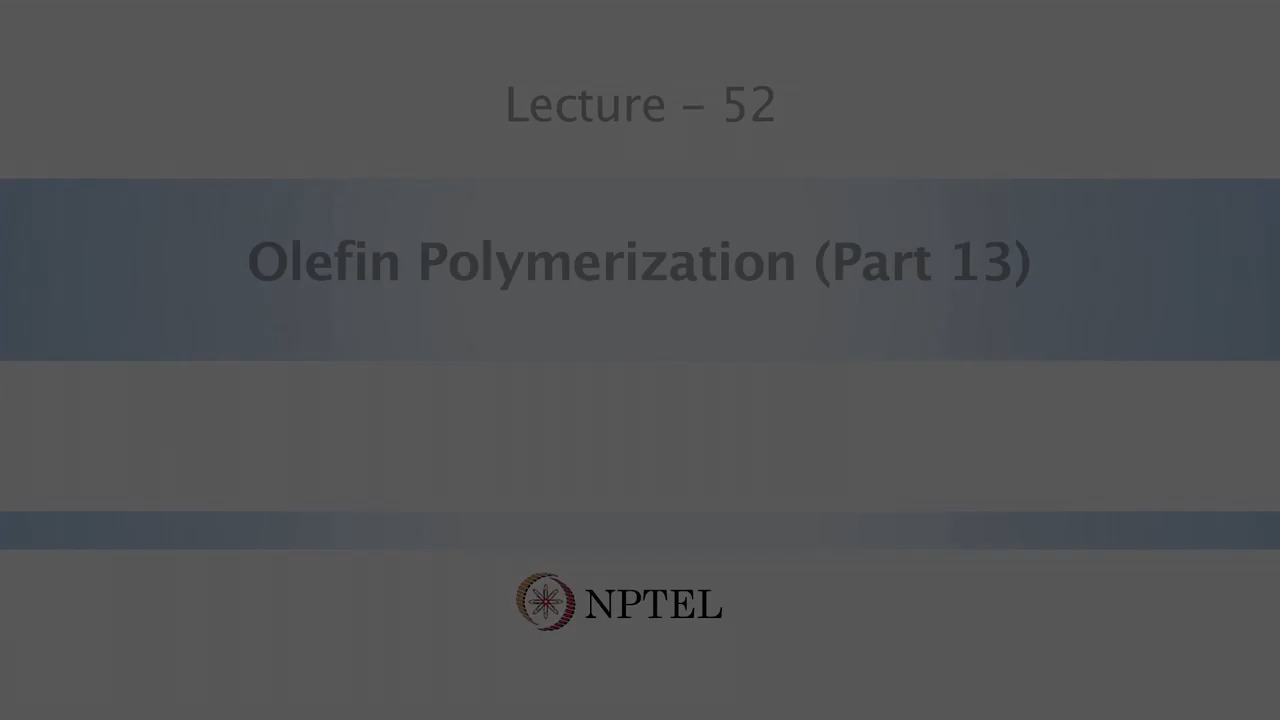 Lecture – 52
Olefin Polymerization (Part 13)
NPTEL